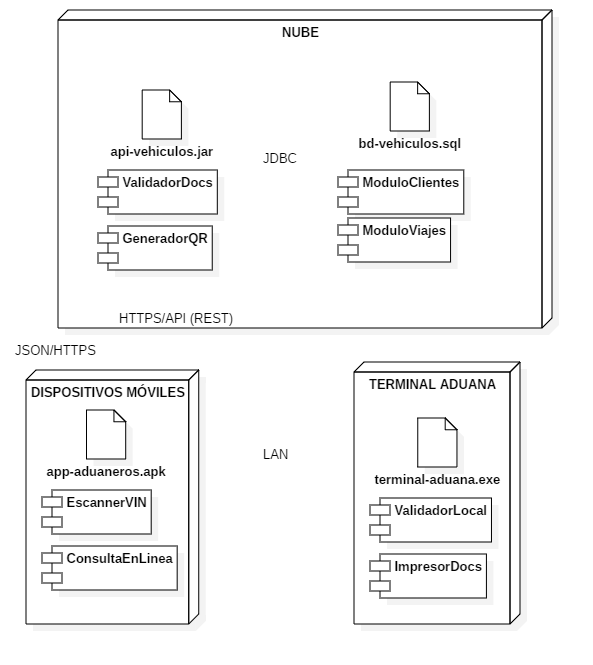 NUBE
api-vehiculos.jar
bd-vehiculos.sql
JDBC
ValidadorDocs
ModuloClientes
GeneradorQR
ModuloViajes
HTTPS/API (REST)
JSON/HTTPS
DISPOSITIVOS MÓVILES
TERMINAL ADUANA
app-aduaneros.apk
LAN
terminal-aduana.exe
EscannerVIN
ValidadorLocal
ConsultaEnLinea
ImpresorDocs